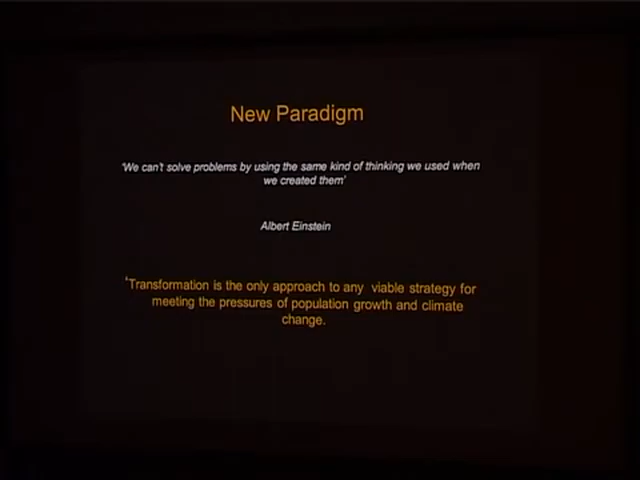 New Paradigm
'We can't solve problems by using the same kind of thinking we used when
we created them'
Albert Einstein
'Transformation is the only approach to any viable strategy for
meeting the pressures of population growth and climate
change.